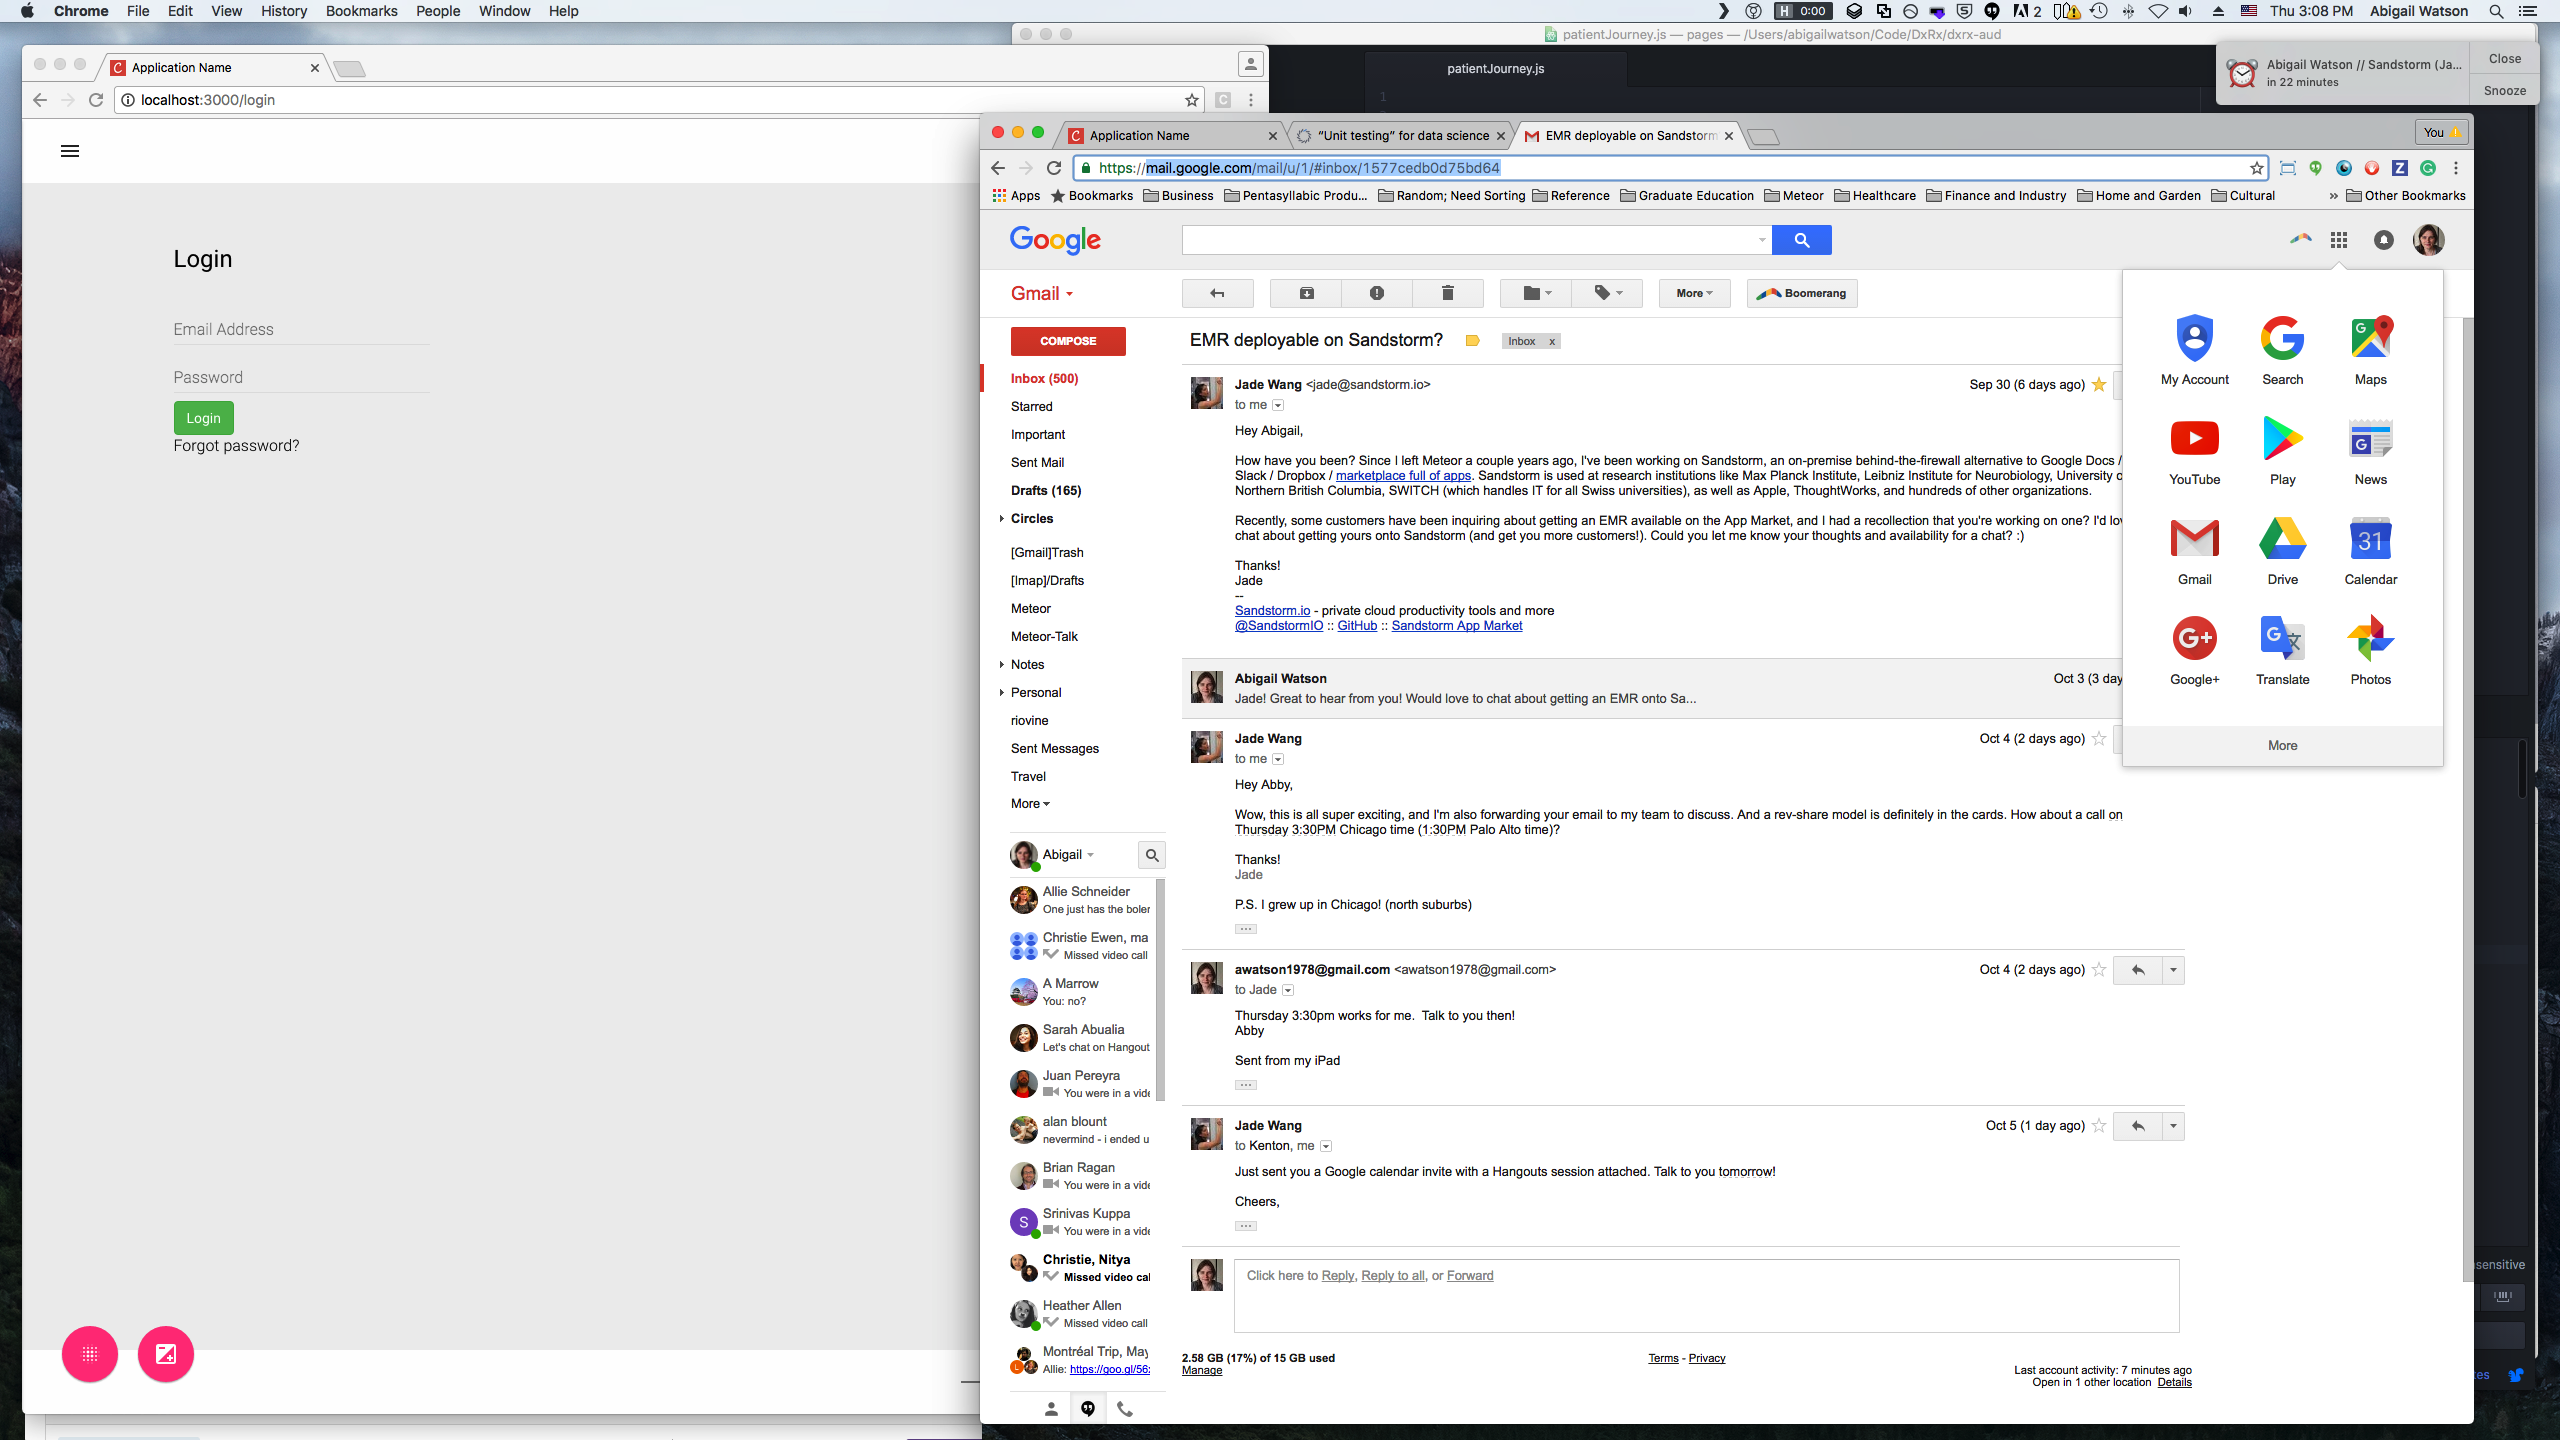 Chrome File Edit View History Bookmarks People Window Help
H 0:00
2
Thu 3:08 PM Abigail Watson
patientJourney.js — pages — /Users/abigailwatson/Code/DxRx/dxrx-aud
patientJourney.js
1
Abigail Watson // Sandstorm (Ja...
in 22 minutes
Close
Snooze
Application Name
localhost:3000/login
Login
Email Address
Password
Login
Forgot password?
Application Name
“Unit testing” for data science
EMR deployable on Sandstorm
You
https://mail.google.com/mail/u/1/#inbox/1577cedb0d75bd64
Apps Bookmarks Business Pentasyllabic Produ... Random; Need Sorting Reference Graduate Education Meteor Healthcare Finance and Industry Home and Garden Cultural » Other Bookmarks
Google
Gmail
More
Boomerang
COMPOSE
Inbox (500)
Starred
Important
Sent Mail
Drafts (165)
Circles
[Gmail]Trash
[Imap]/Drafts
Meteor
Meteor-Talk
Notes
Personal
riovine
Sent Messages
Travel
More
Abigail
Allie Schneider
One just has the boler
Christie Ewen, ma
Missed video call
A Marrow
You: no?
Sarah Abualia
Let's chat on Hangout
Juan Pereyra
You were in a vide
alan blount
nevermind - i ended u
Brian Ragan
You were in a vide
S
Srinivas Kuppa
You were in a vide
Christie, Nitya
Missed video cal
Heather Allen
Missed video call
Montréal Trip, May
Allie: https://goo.gl/56
EMR deployable on Sandstorm?
Inbox x
Jade Wang <jade@sandstorm.io>
Sep 30 (6 days ago)
to me
Hey Abigail,
How have you been? Since I left Meteor a couple years ago, I've been working on Sandstorm, an on-premise behind-the-firewall alternative to Google Docs /
Slack / Dropbox / marketplace full of apps. Sandstorm is used at research institutions like Max Planck Institute, Leibniz Institute for Neurobiology, University o
Northern British Columbia, SWITCH (which handles IT for all Swiss universities), as well as Apple, ThoughtWorks, and hundreds of other organizations.
Recently, some customers have been inquiring about getting an EMR available on the App Market, and I had a recollection that you're working on one? I'd lov
chat about getting yours onto Sandstorm (and get you more customers!). Could you let me know your thoughts and availability for a chat? :)
Thanks!
Jade
--
Sandstorm.io - private cloud productivity tools and more
@SandstormIO :: GitHub :: Sandstorm App Market
Abigail Watson
Oct 3 (3 day
Jade! Great to hear from you! Would love to chat about getting an EMR onto Sa...
Jade Wang
Oct 4 (2 days ago)
to me
Hey Abby,
Wow, this is all super exciting, and I'm also forwarding your email to my team to discuss. And a rev-share model is definitely in the cards. How about a call on
Thursday 3:30PM Chicago time (1:30PM Palo Alto time)?
Thanks!
Jade
P.S. I grew up in Chicago! (north suburbs)
awatson1978@gmail.com <awatson1978@gmail.com>
Oct 4 (2 days ago)
to Jade
Thursday 3:30pm works for me. Talk to you then!
Abby
Sent from my iPad
Jade Wang
Oct 5 (1 day ago)
to Kenton, me
Just sent you a Google calendar invite with a Hangouts session attached. Talk to you tomorrow!
Cheers,
Click here to Reply, Reply to all, or Forward
2.58 GB (17%) of 15 GB used
Manage
Terms - Privacy
Last account activity: 7 minutes ago
Open in 1 other location Details
My Account
Search
Maps
YouTube
Play
News
31
Gmail
Drive
Calendar
G+
Google+
Translate
Photos
More
sensitive
tes